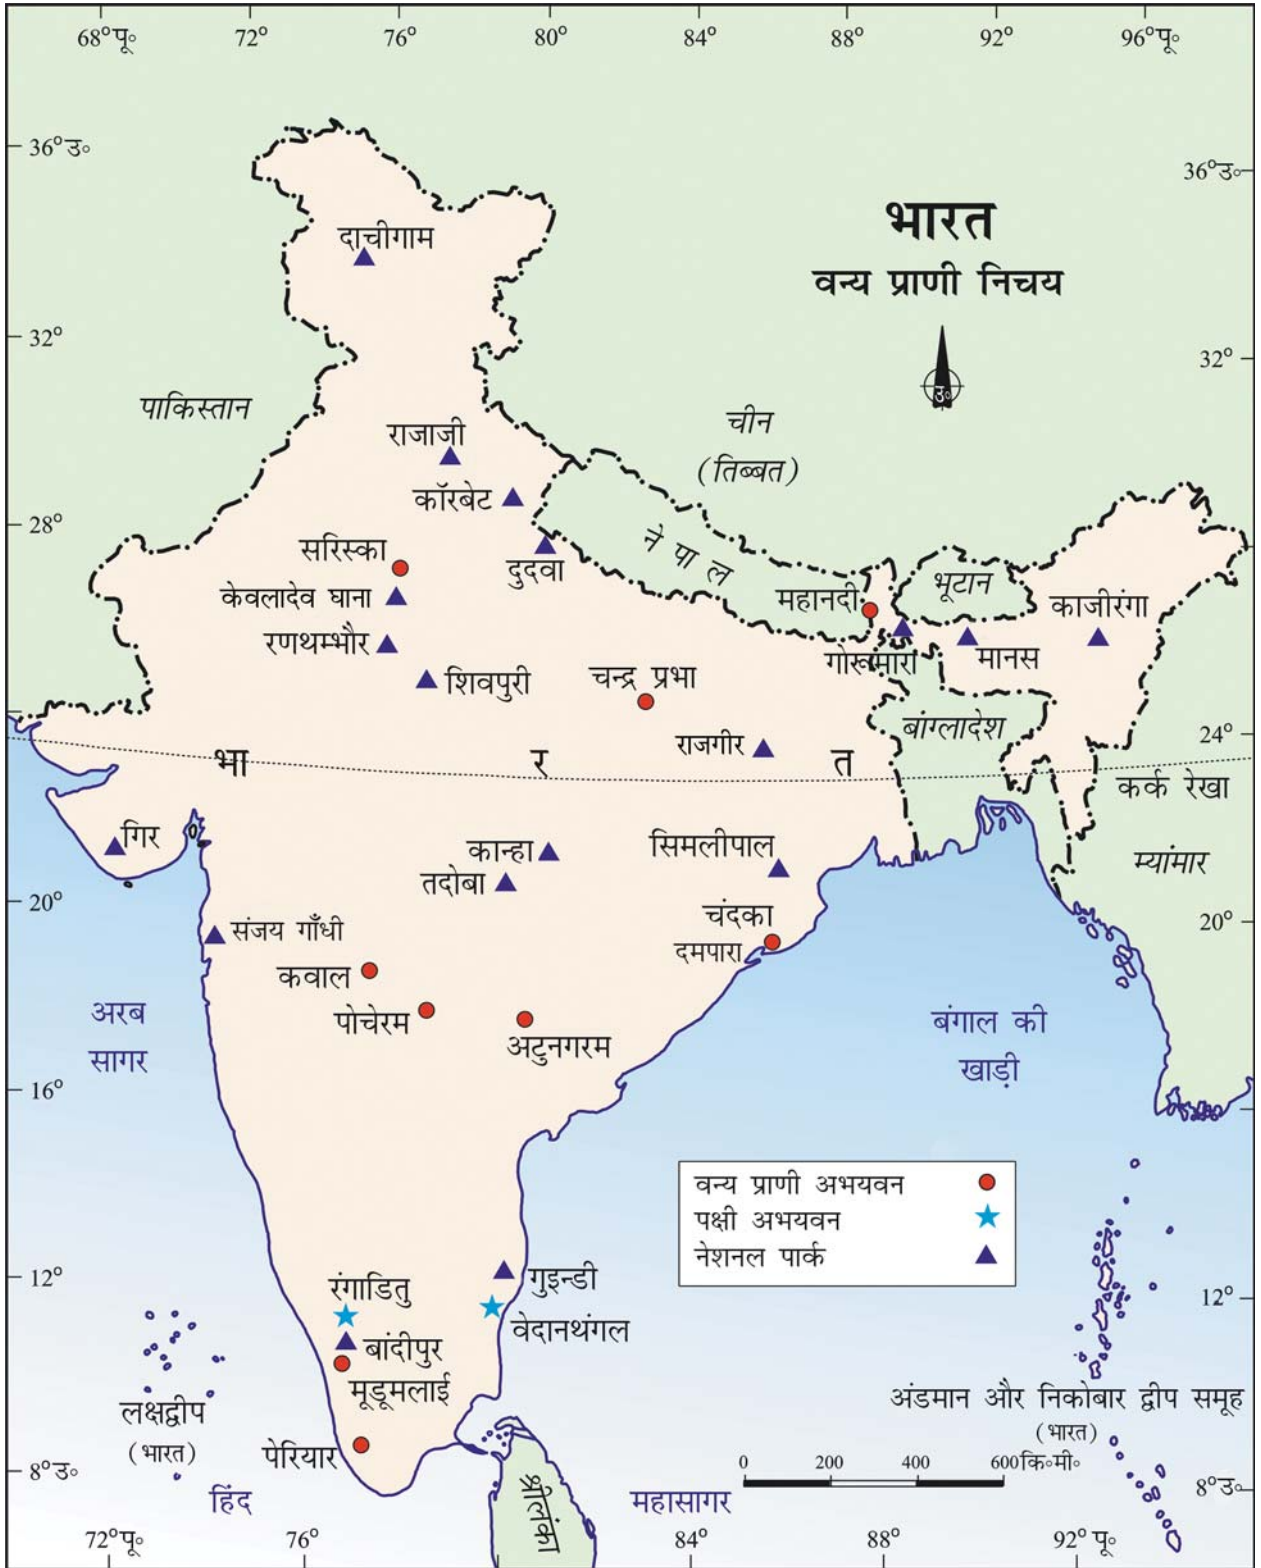 68°पू॰ 72° 76° 80° 84° 88° 92° 96°पू॰
36°उ॰
36°उ॰
भारत
वन्य प्राणी निचय
दाचीगाम
उ॰
32°
32°
पाकिस्तान
चीन
(तिब्बत)
राजाजी
कॉरबेट
28°
सरिस्का
दुदवा
नेपाल
केवलादेव घाना
महानदी
भूटान
काजीरंगा
रणथम्भौर
गोरूमारा
मानस
शिवपुरी
चन्द्र प्रभा
बांग्लादेश
राजगीर
24°
भारत
कर्क रेखा
गिर
कान्हा
सिमलीपाल
म्यांमार
तदोबा
20°
20°
संजय गाँधी
चंदका
दमपारा
कवाल
पोचेरम
अटुनगरम
अरब
सागर
बंगाल की
खाड़ी
16°
वन्य प्राणी अभयवन
पक्षी अभयवन
नेशनल पार्क
12°
12°
रंगाडितु
गुइन्डी
वेदानथंगल
बांदीपुर
मूडूमलाई
लक्षद्वीप
(भारत)
अंडमान और निकोबार द्वीप समूह
(भारत)
पेरियार
0 200 400 600कि॰मी॰
8°उ॰
8°उ॰
हिंद
महासागर
श्रीलंका
72°पू॰ 76° 84° 88° 92°पू॰